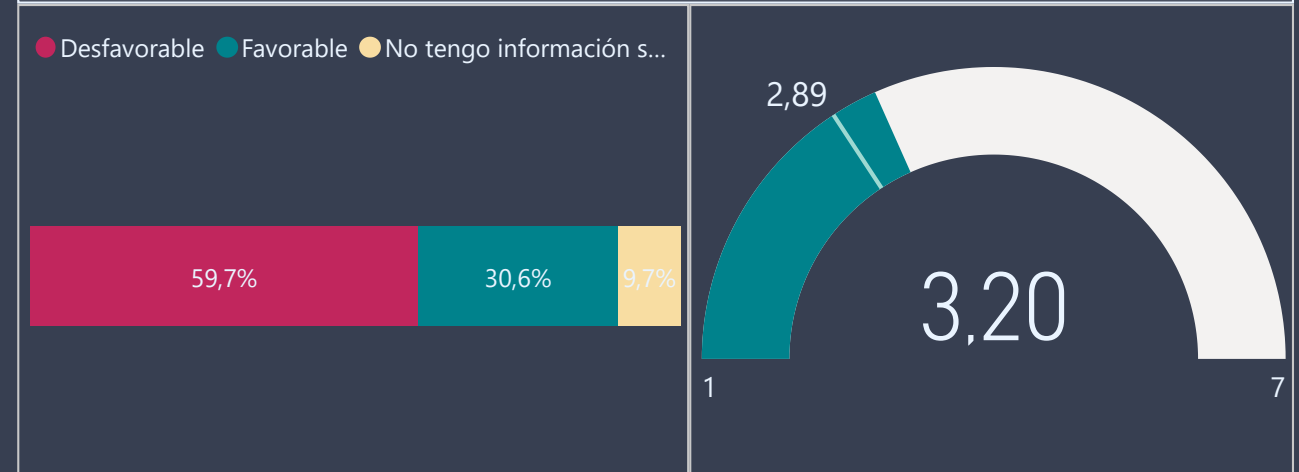 Desfavorable Favorable No tengo información s...
2,89
59,7% 30,6% 9,7%
3,20
1 7